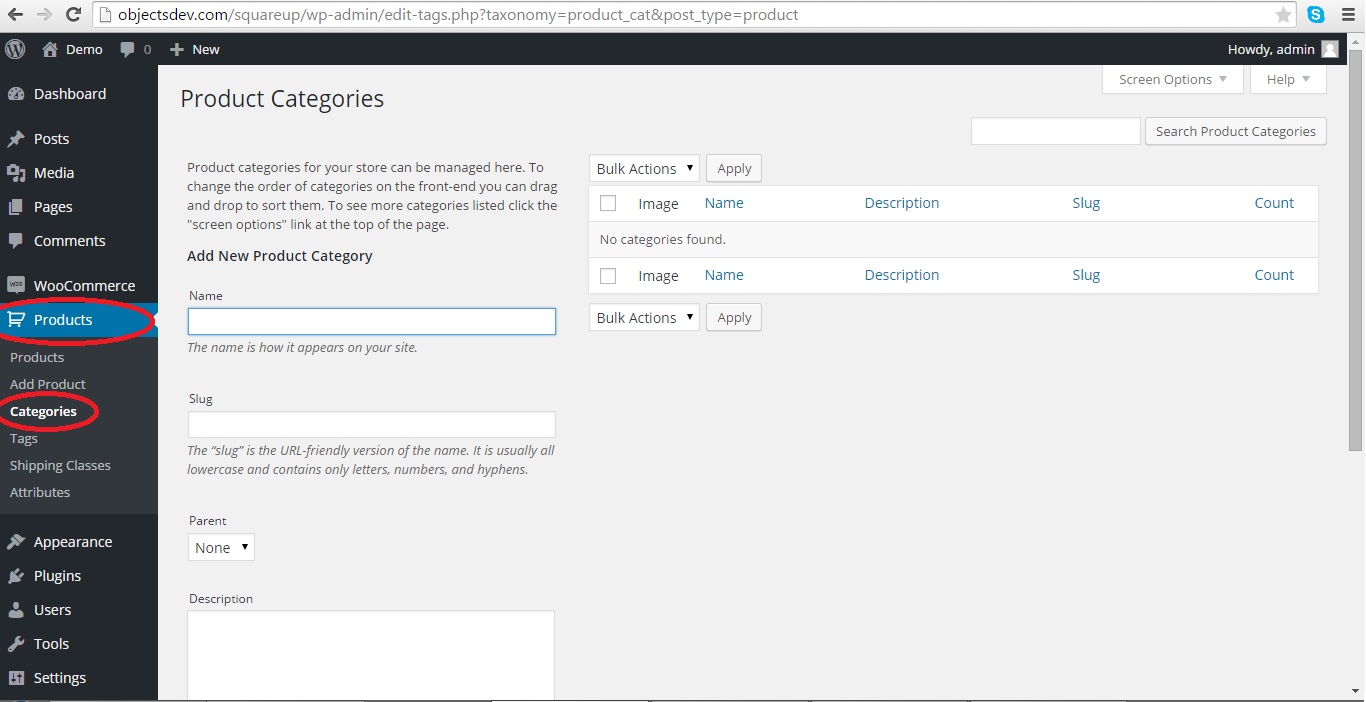 objectsdev.com/squareup/wp-admin/edit-tags.php?taxonomy=product_cat&post_type=product
Demo 0 New Howdy, admin
Screen Options Help
Product Categories
Search Product Categories
Dashboard
Posts
Media
Pages
Comments
WooCommerce
Products
Products
Add Product
Categories
Tags
Shipping Classes
Attributes
Appearance
Plugins
Users
Tools
Settings
Product categories for your store can be managed here. To
change the order of categories on the front-end you can drag
and drop to sort them. To see more categories listed click the
"screen options" link at the top of the page.
Add New Product Category
Name
The name is how it appears on your site.
Slug
The “slug” is the URL-friendly version of the name. It is usually all
lowercase and contains only letters, numbers, and hyphens.
Parent
None
Description
Bulk Actions Apply
Image Name Description Slug Count
No categories found.
Image Name Description Slug Count
Bulk Actions Apply